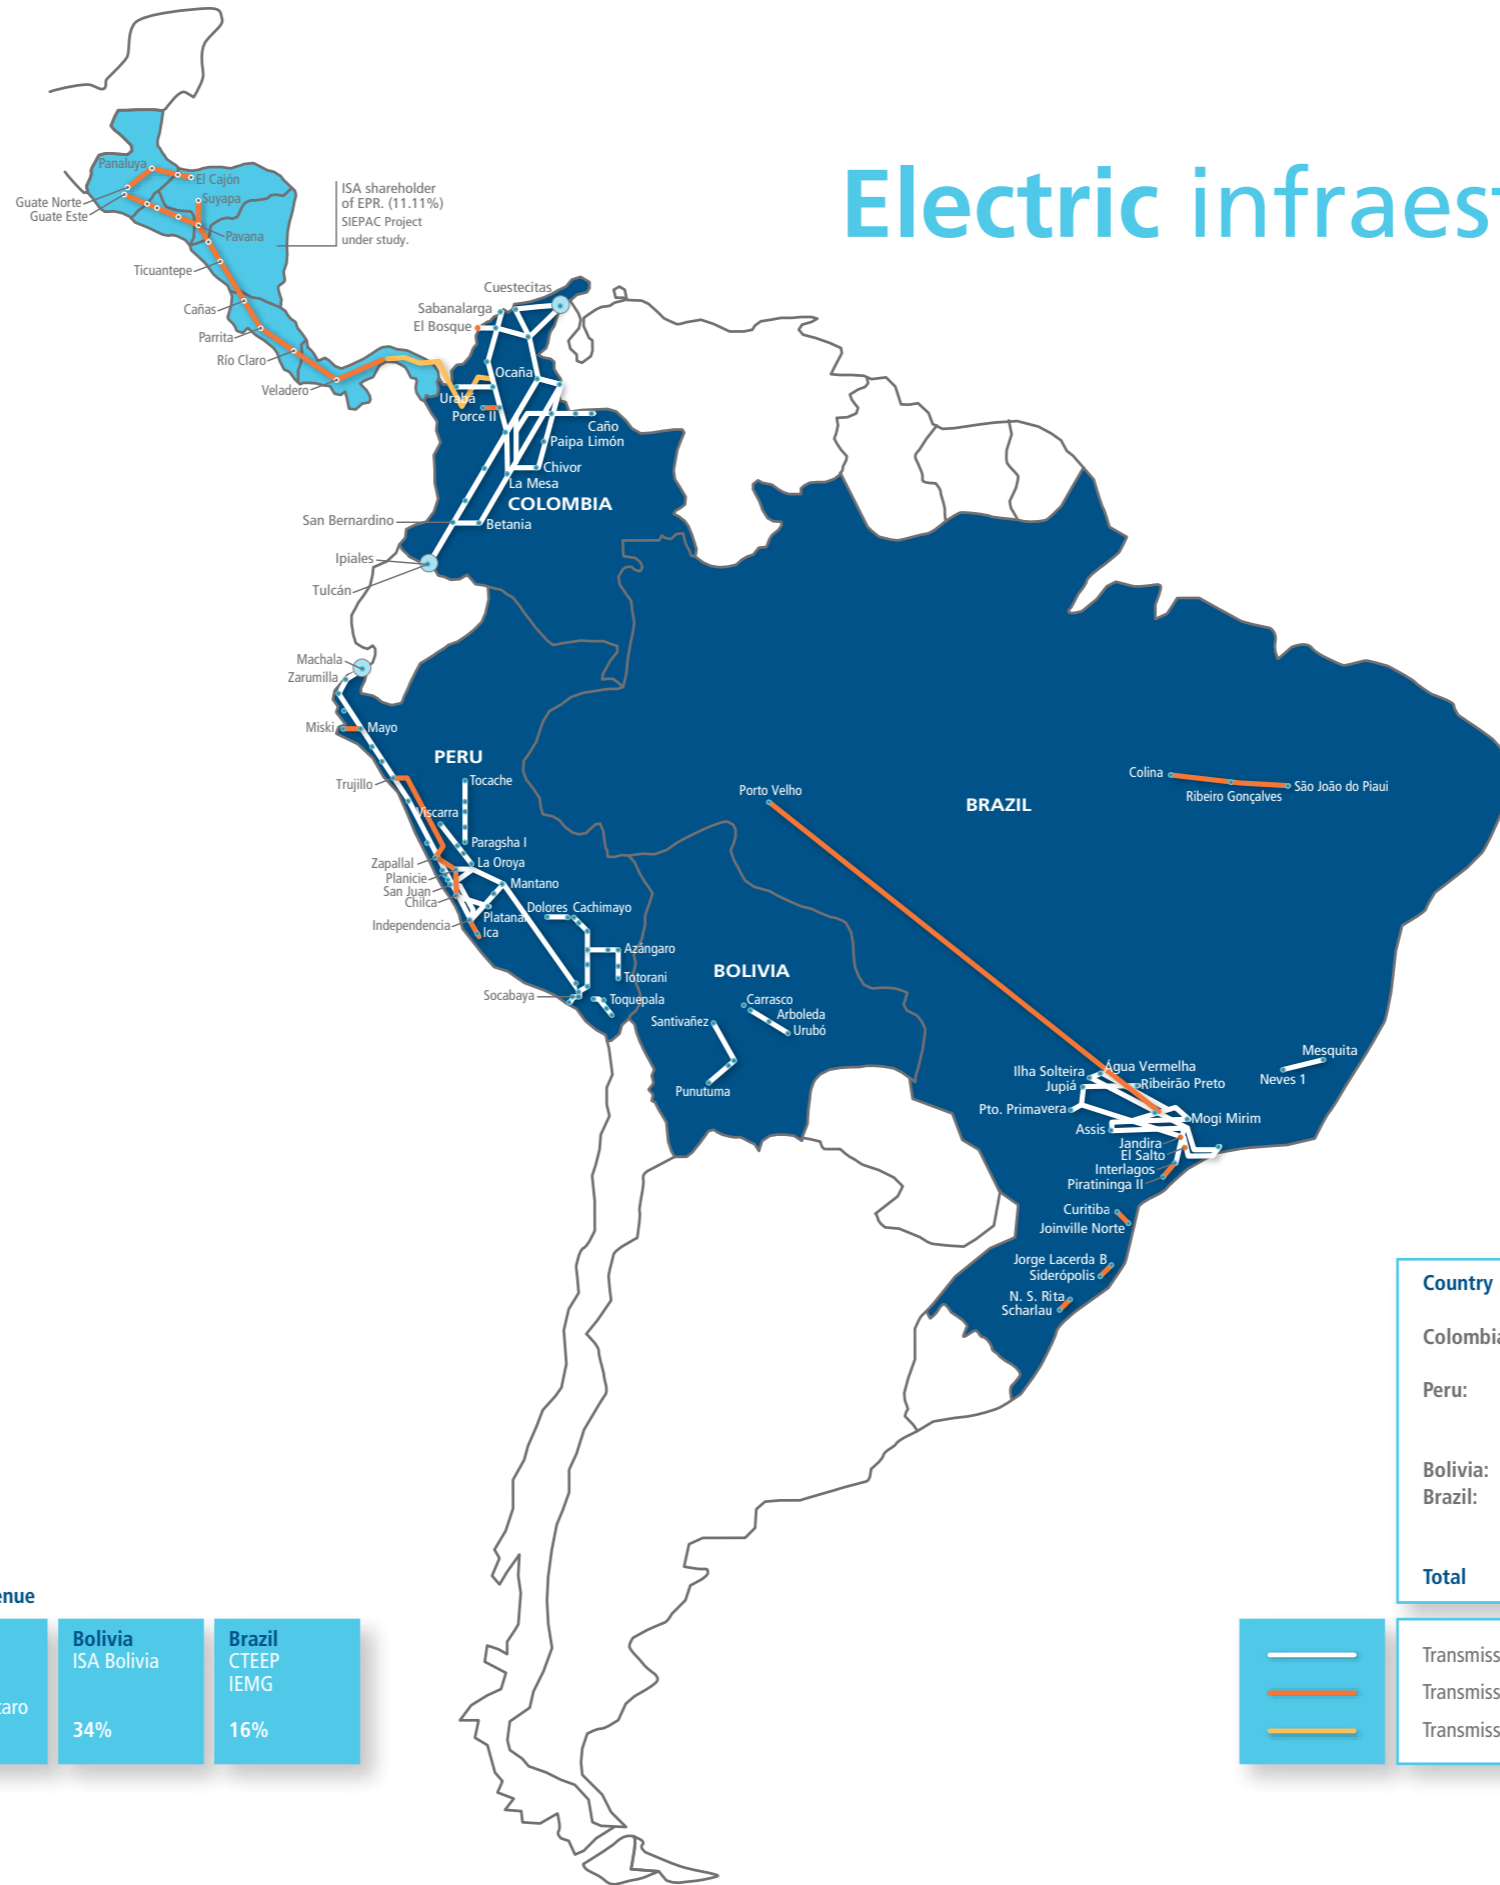 Electric infraest
Panaluya
El Cajón
Guate Norte
Guate Este
Suyapa
Pavana
ISA shareholder
of EPR. (11.11%)
SIEPAC Project
under study.
Ticuantepe
Cañas
Parrita
Río Claro
Veladero
Cuestecitas
Sabanalarga
El Bosque
Ocaña
Urabá
Porce II
Caño
Paipa Limón
Chivor
La Mesa
COLOMBIA
San Bernardino
Betania
Ipiales
Tulcán
Machala
Zarumilla
Miski
Mayo
PERU
Trujillo
Tocache
Viscarra
Paragsha I
Zapallal
La Oroya
Planicie
San Juan
Chilca
Mantano
Independencia
Platanal
Ica
Dolores Cachimayo
Azángaro
Totorani
Socabaya
Toquepala
BOLIVIA
Carrasco
Arboleda
Urubó
Santivañez
Punutuma
Porto Velho
BRAZIL
Colina
Ribeiro Gonçalves
São João do Piaui
Mesquita
Neves 1
Ilha Solteira
Água Vermelha
Jupiá
Ribeirão Preto
Pto. Primavera
Mogi Mirim
Assis
Jandira
El Salto
Interlagos
Piratininga II
Curitiba
Joinville Norte
Jorge Lacerda B
Siderópolis
N. S. Rita
Scharlau
Country
Colombia
Peru:
Bolivia:
Brazil:
Total
Transmiss
Transmiss
Transmiss
enue
taro
Bolivia
ISA Bolivia
34%
Brazil
CTEEP
IEMG
16%